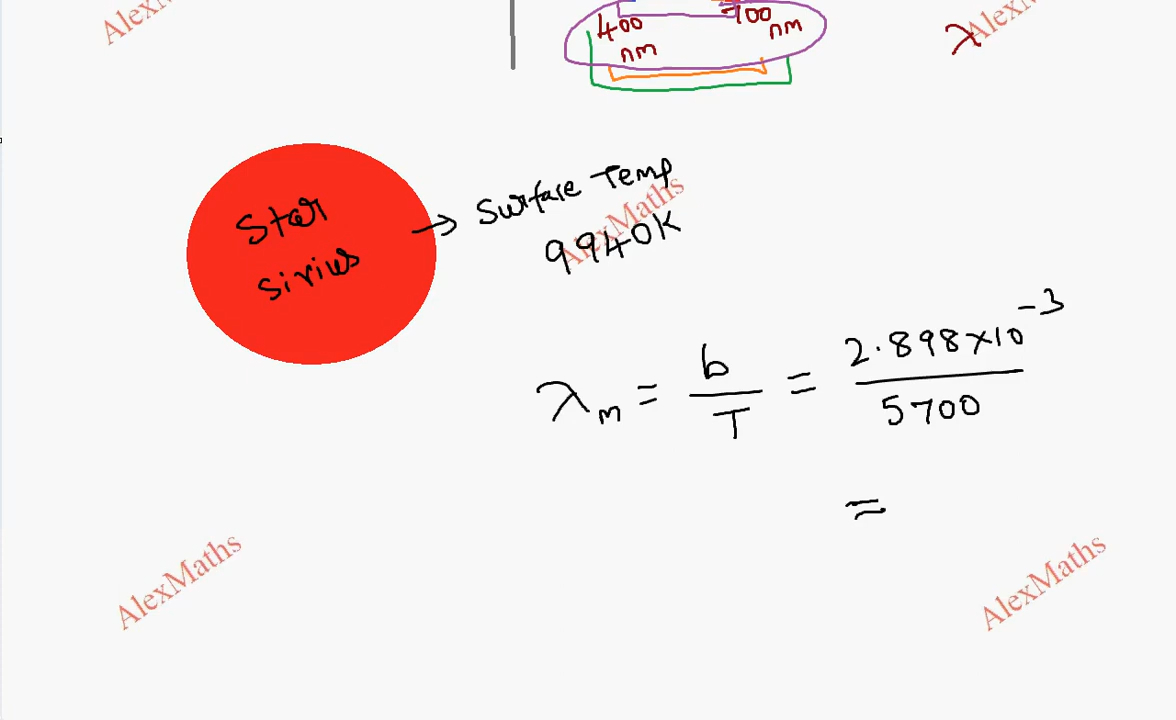 AlexMaths
AlexMaths
400
nm
700
nm
λ
Star
sirius
→ Surface Temp
AlexMaths
9940K
λm = b/T = 2.898×10⁻³/5700
=
AlexMaths
AlexMaths